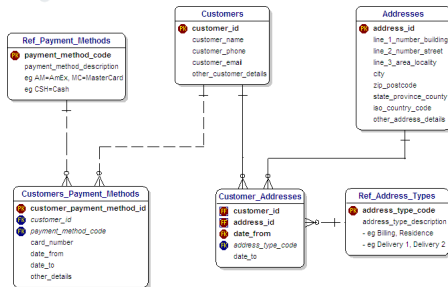 Customers
customer_id
customer_name
customer_phone
customer_email
other_customer_details
Addresses
address_id
line_1_number_building
line_2_number_street
line_3_area_locality
city
zip_postcode
state_province_county
iso_country_code
other_address_details
Ref_Payment_Methods
payment_method_code
payment_method_description
eg AM=AmEx, MC=MasterCard
eg CSH=Cash
Customers_Payment_Methods
customer_payment_method_id
customer_id
payment_method_code
card_number
date_from
date_to
other_details
Customer_Addresses
customer_id
address_id
date_from
address_type_code
date_to
Ref_Address_Types
address_type_code
address_type_description
- eg Billing, Residence
- eg Delivery 1, Delivery 2